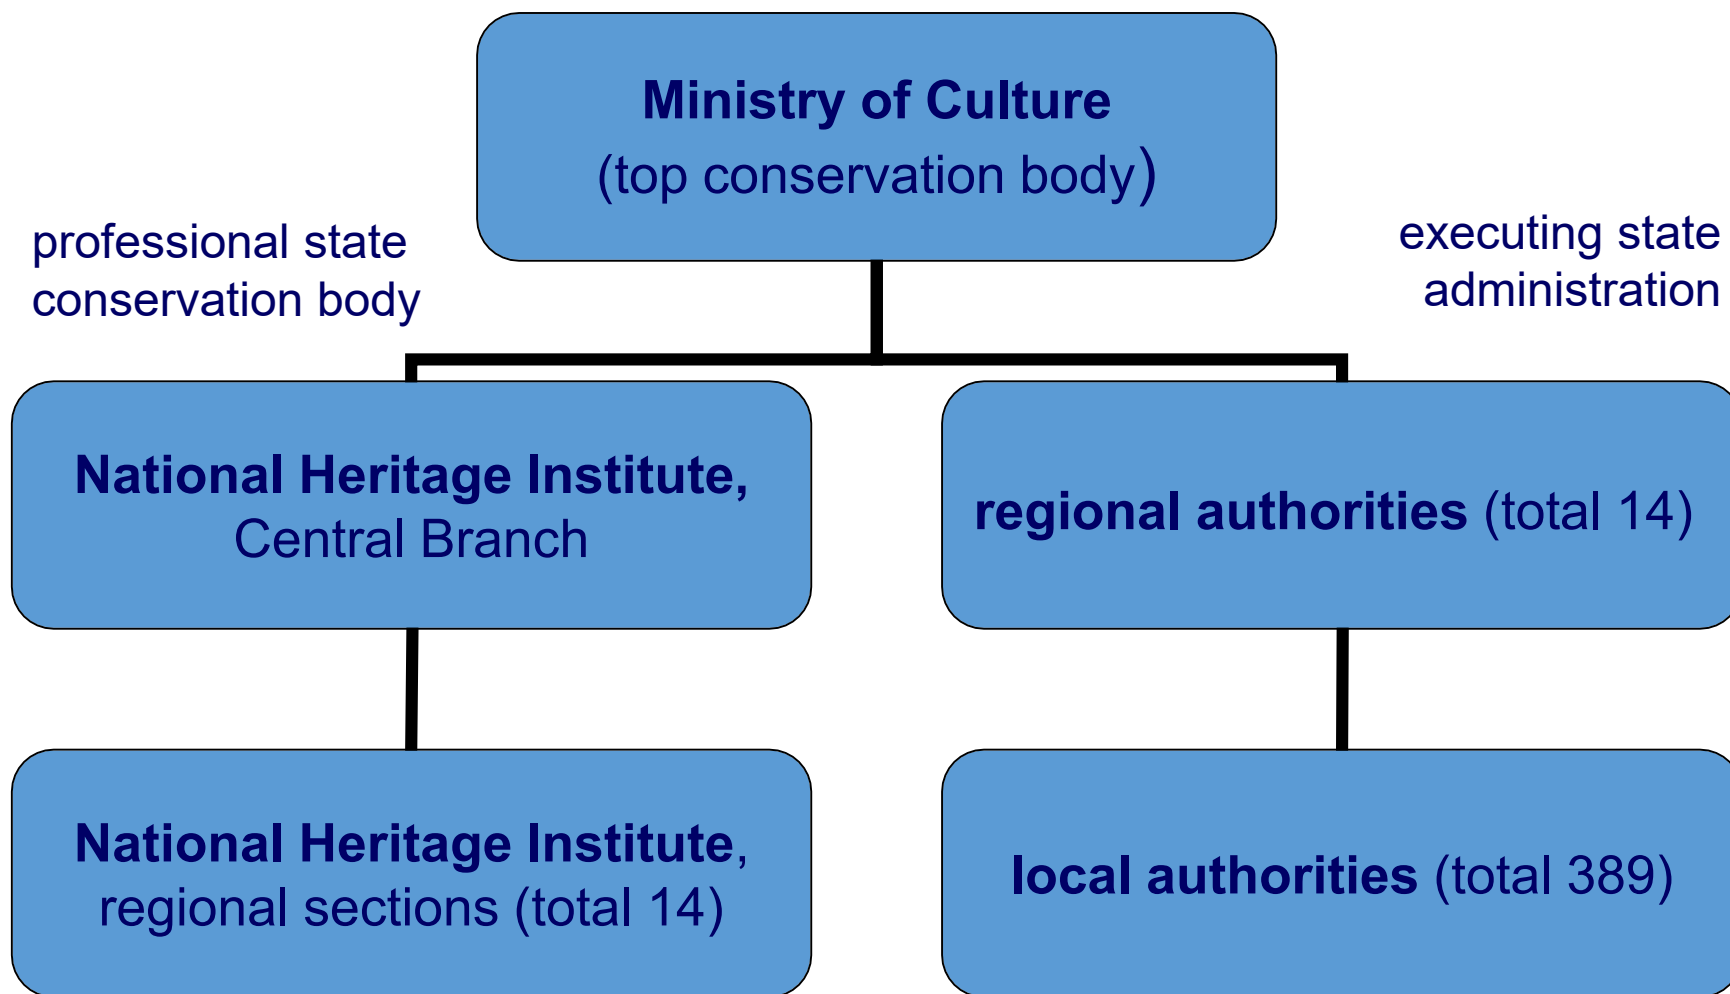 Ministry of Culture
(top conservation body)
professional state
conservation body
executing state
administration
National Heritage Institute,
Central Branch
regional authorities (total 14)
National Heritage Institute,
regional sections (total 14)
local authorities (total 389)